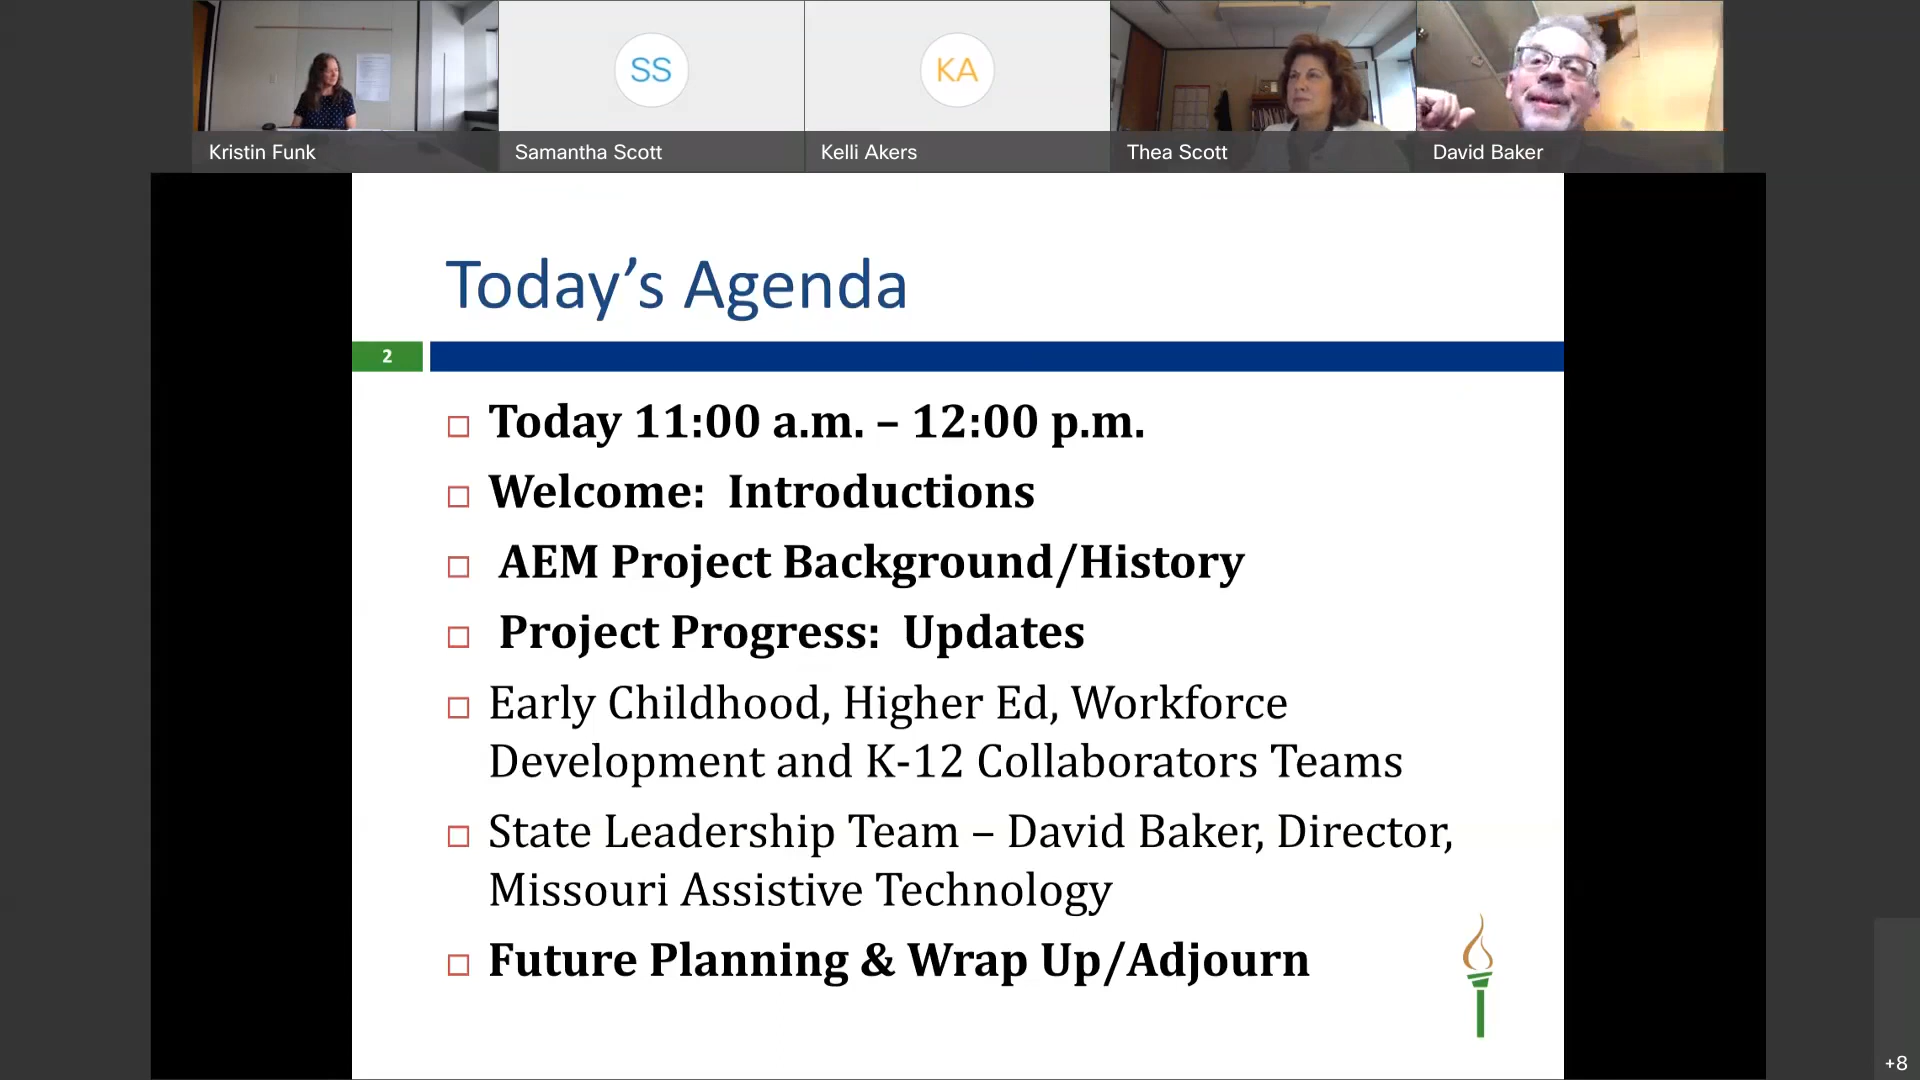 SS
KA
Kristin Funk
Samantha Scott
Kelli Akers
Thea Scott
David Baker
Today’s Agenda
2
Today 11:00 a.m. – 12:00 p.m.
Welcome:  Introductions
AEM Project Background/History
Project Progress:  Updates
Early Childhood, Higher Ed, Workforce
Development and K-12 Collaborators Teams
State Leadership Team – David Baker, Director,
Missouri Assistive Technology
Future Planning & Wrap Up/Adjourn
+8